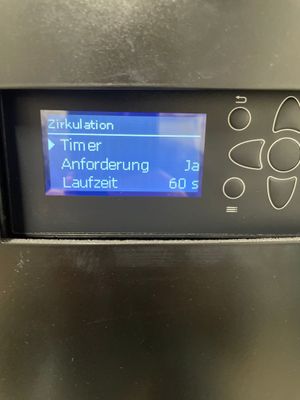 Zirkulation
Timer
Anforderung Ja
Laufzeit 60 s